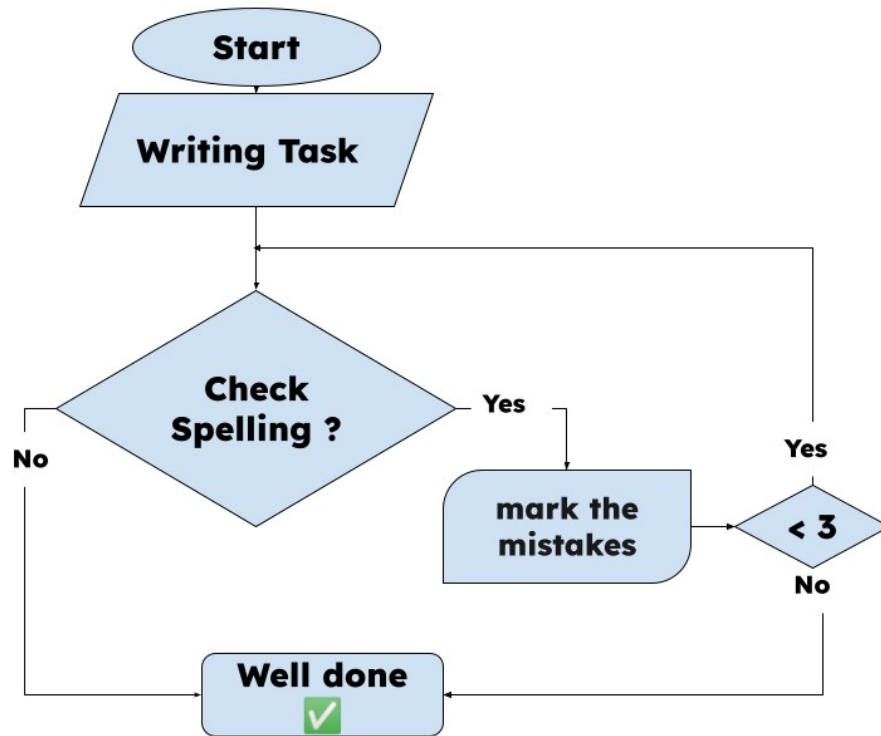 Start
Writing Task
Check
Spelling ?
Yes
No
mark the
mistakes
Yes
< 3
No
Well done
✅